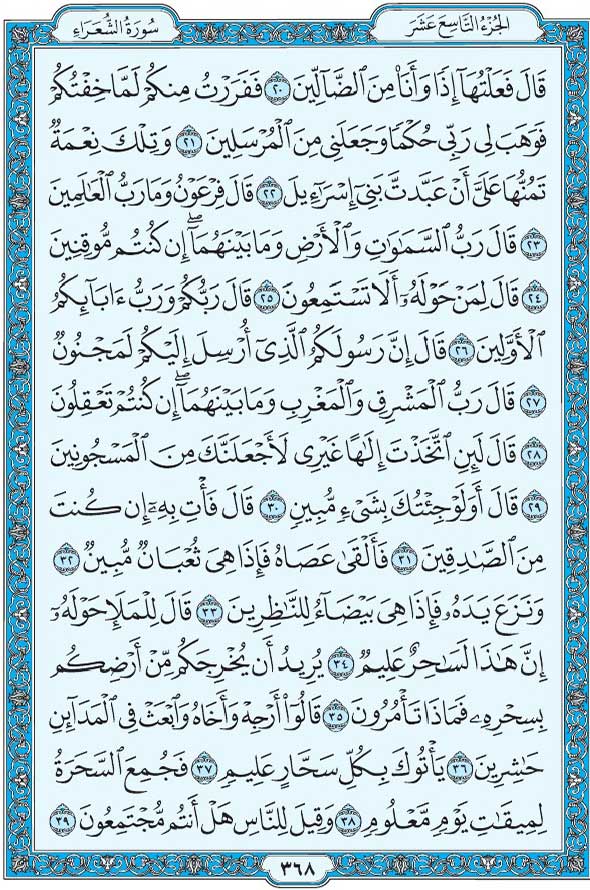 الجزء التاسع عشر
سورة الشعراء
قَالَ فَعَلْتُهَآ إِذًا وَأَنَا۠ مِنَ ٱلضَّآلِّينَ ٢٠ فَفَرَرْتُ مِنكُمْ لَمَّا خِفْتُكُمْ
فَوَهَبَ لِى رَبِّى حُكْمًا وَجَعَلَنِى مِنَ ٱلْمُرْسَلِينَ ٢١ وَتِلْكَ نِعْمَةٌ
تَمُنُّهَا عَلَىَّ أَنْ عَبَّدتَّ بَنِىٓ إِسْرَٰٓءِيلَ ٢٢ قَالَ فِرْعَوْنُ وَمَا رَبُّ ٱلْعَٰلَمِينَ
٢٣ قَالَ رَبُّ ٱلسَّمَٰوَٰتِ وَٱلْأَرْضِ وَمَا بَيْنَهُمَآ ۖ إِن كُنتُم مُّوقِنِينَ
٢٤ قَالَ لِمَنْ حَوْلَهُۥٓ أَلَا تَسْتَمِعُونَ ٢٥ قَالَ رَبُّكُمْ وَرَبُّ ءَابَآئِكُمُ
ٱلْأَوَّلِينَ ٢٦ قَالَ إِنَّ رَسُولَكُمُ ٱلَّذِىٓ أُرْسِلَ إِلَيْكُمْ لَمَجْنُونٌ
٢٧ قَالَ رَبُّ ٱلْمَشْرِقِ وَٱلْمَغْرِبِ وَمَا بَيْنَهُمَآ ۖ إِن كُنتُمْ تَعْقِلُونَ
٢٨ قَالَ لَئِنِ ٱتَّخَذْتَ إِلَٰهًا غَيْرِى لَأَجْعَلَنَّكَ مِنَ ٱلْمَسْجُونِينَ
٢٩ قَالَ أَوَلَوْ جِئْتُكَ بِشَىْءٍ مُّبِينٍ ٣٠ قَالَ فَأْتِ بِهِۦٓ إِن كُنتَ
مِنَ ٱلصَّٰدِقِينَ ٣١ فَأَلْقَىٰ عَصَاهُ فَإِذَا هِىَ ثُعْبَانٌ مُّبِينٌ ٣٢
وَنَزَعَ يَدَهُۥ فَإِذَا هِىَ بَيْضَآءُ لِلنَّٰظِرِينَ ٣٣ قَالَ لِلْمَلَإِ حَوْلَهُۥٓ
إِنَّ هَٰذَا لَسَٰحِرٌ عَلِيمٌ ٣٤ يُرِيدُ أَن يُخْرِجَكُم مِّنْ أَرْضِكُم
بِسِحْرِهِۦ فَمَاذَا تَأْمُرُونَ ٣٥ قَالُوٓا۟ أَرْجِهْ وَأَخَاهُ وَٱبْعَثْ فِى ٱلْمَدَآئِنِ
حَٰشِرِينَ ٣٦ يَأْتُوكَ بِكُلِّ سَحَّارٍ عَلِيمٍ ٣٧ فَجُمِعَ ٱلسَّحَرَةُ
لِمِيقَٰتِ يَوْمٍ مَّعْلُومٍ ٣٨ وَقِيلَ لِلنَّاسِ هَلْ أَنتُم مُّجْتَمِعُونَ ٣٩
٣٦٨